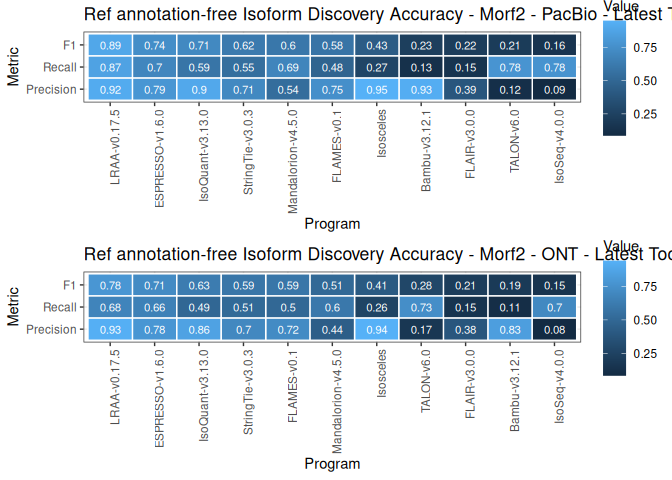 Ref annotation-free Isoform Discovery Accuracy - Morf2 - PacBio - Latest T
Value
F1 0.89 0.74 0.71 0.62 0.6 0.58 0.43 0.23 0.22 0.21 0.16
Recall 0.87 0.7 0.59 0.55 0.69 0.48 0.27 0.13 0.15 0.78 0.78
Precision 0.92 0.79 0.9 0.71 0.54 0.75 0.95 0.93 0.39 0.12 0.09
Metric
0.75
0.50
0.25
LRAA-v0.17.5
ESPRESSO-v1.6.0
IsoQuant-v3.13.0
StringTie-v3.0.3
Mandalorion-v4.5.0
FLAMES-v0.1
Isosceles
Bambu-v3.12.1
FLAIR-v3.0.0
TALON-v6.0
IsoSeq-v4.0.0
Program
Ref annotation-free Isoform Discovery Accuracy - Morf2 - ONT - Latest Too
Value
F1 0.78 0.71 0.63 0.59 0.59 0.51 0.41 0.28 0.21 0.19 0.15
Recall 0.68 0.66 0.49 0.51 0.5 0.6 0.26 0.73 0.15 0.11 0.7
Precision 0.93 0.78 0.86 0.7 0.72 0.44 0.94 0.17 0.38 0.83 0.08
Metric
0.75
0.50
0.25
LRAA-v0.17.5
ESPRESSO-v1.6.0
IsoQuant-v3.13.0
StringTie-v3.0.3
FLAMES-v0.1
Mandalorion-v4.5.0
Isosceles
TALON-v6.0
FLAIR-v3.0.0
Bambu-v3.12.1
IsoSeq-v4.0.0
Program